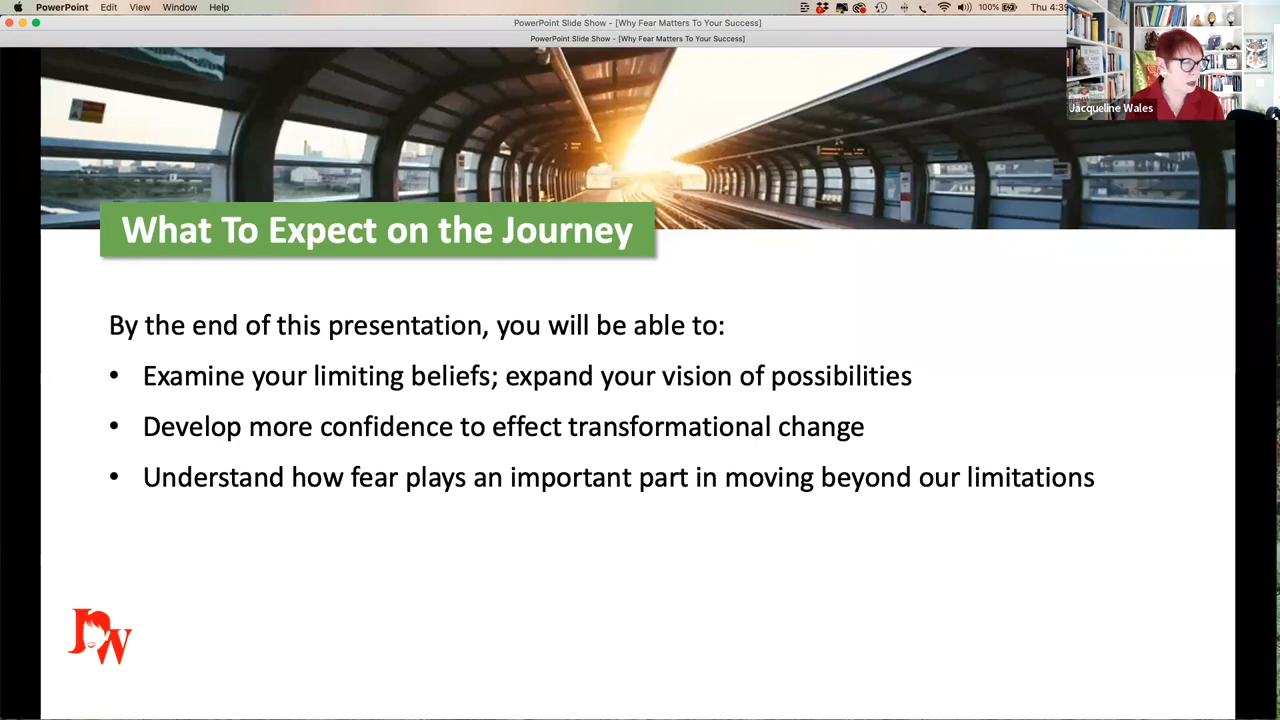 PowerPoint Edit View Window Help 100% Thu 4:39
PowerPoint Slide Show - [Why Fear Matters To Your Success]
PowerPoint Slide Show - [Why Fear Matters To Your Success]
Jacqueline Wales
What To Expect on the Journey
By the end of this presentation, you will be able to:
• Examine your limiting beliefs; expand your vision of possibilities
• Develop more confidence to effect transformational change
• Understand how fear plays an important part in moving beyond our limitations
JW